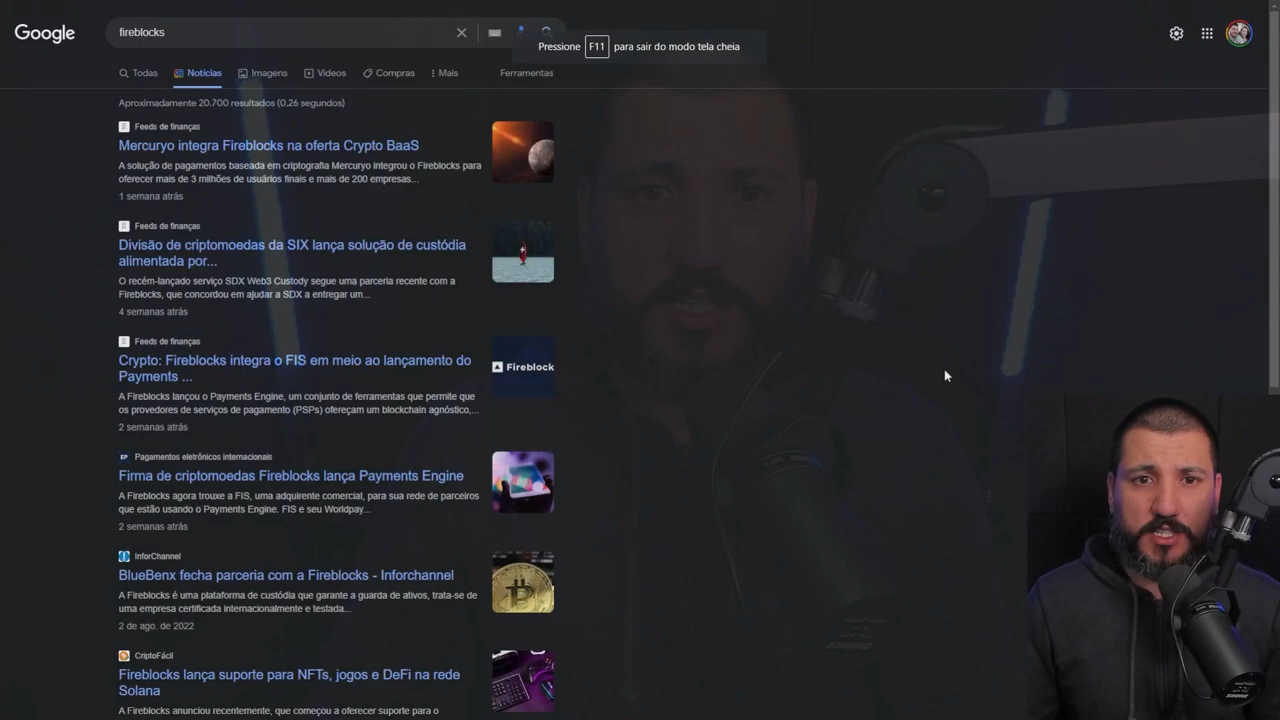 Google
fireblocks
Pressione F11 para sair do modo tela cheia
Todas Notícias Imagens Vídeos Compras Mais Ferramentas
Aproximadamente 20.700 resultados (0,26 segundos)
Feeds de finanças
Mercuryo integra Fireblocks na oferta Crypto BaaS
A solução de pagamentos baseada em criptografia Mercuryo integrou o Fireblocks para
oferecer mais de 3 milhões de usuários finais e mais de 200 empresas...
1 semana atrás
Feeds de finanças
Divisão de criptomoedas da SIX lança solução de custódia
alimentada por...
O recém-lançado serviço SDX Web3 Custody segue uma parceria recente com a
Fireblocks, que concordou em ajudar a SDX a entregar um...
4 semanas atrás
Feeds de finanças
Crypto: Fireblocks integra o FIS em meio ao lançamento do
Payments ...
Fireblock
A Fireblocks lançou o Payments Engine, um conjunto de ferramentas que permite que
os provedores de serviços de pagamento (PSPs) ofereçam um blockchain agnóstico,...
2 semanas atrás
EP Pagamentos eletrônicos internacionais
Firma de criptomoedas Fireblocks lança Payments Engine
A Fireblocks agora trouxe a FIS, uma adquirente comercial, para sua rede de parceiros
que estão usando o Payments Engine. FIS e seu Worldpay...
2 semanas atrás
InforChannel
BlueBenx fecha parceria com a Fireblocks - Inforchannel
A Fireblocks é uma plataforma de custódia que garante a guarda de ativos, trata-se de
uma empresa certificada internacionalmente e testada...
2 de ago. de 2022
CriptoFácil
Fireblocks lança suporte para NFTs, jogos e DeFi na rede
Solana
A Fireblocks anunciou recentemente, que começou a oferecer suporte para o